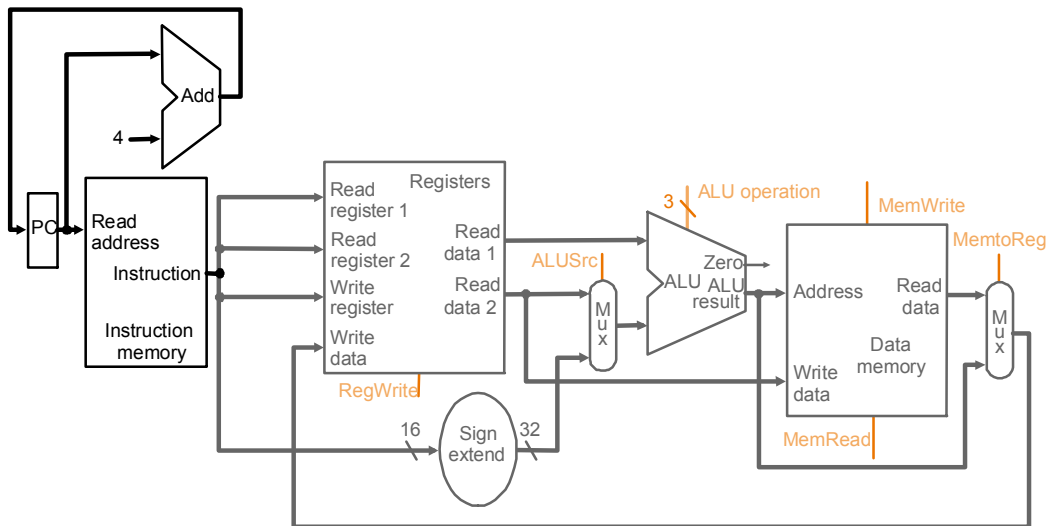 Add
4
PC
Read
address
Instruction
Instruction
memory
Registers
Read
register 1
Read
register 2
Write
register
Write
data
Read
data 1
Read
data 2
RegWrite
16
Sign
extend
32
ALUSrc
Mux
3
ALU operation
Zero
ALU
ALU
result
MemWrite
Address
Read
data
Write
data
Data
memory
MemRead
MemtoReg
Mux